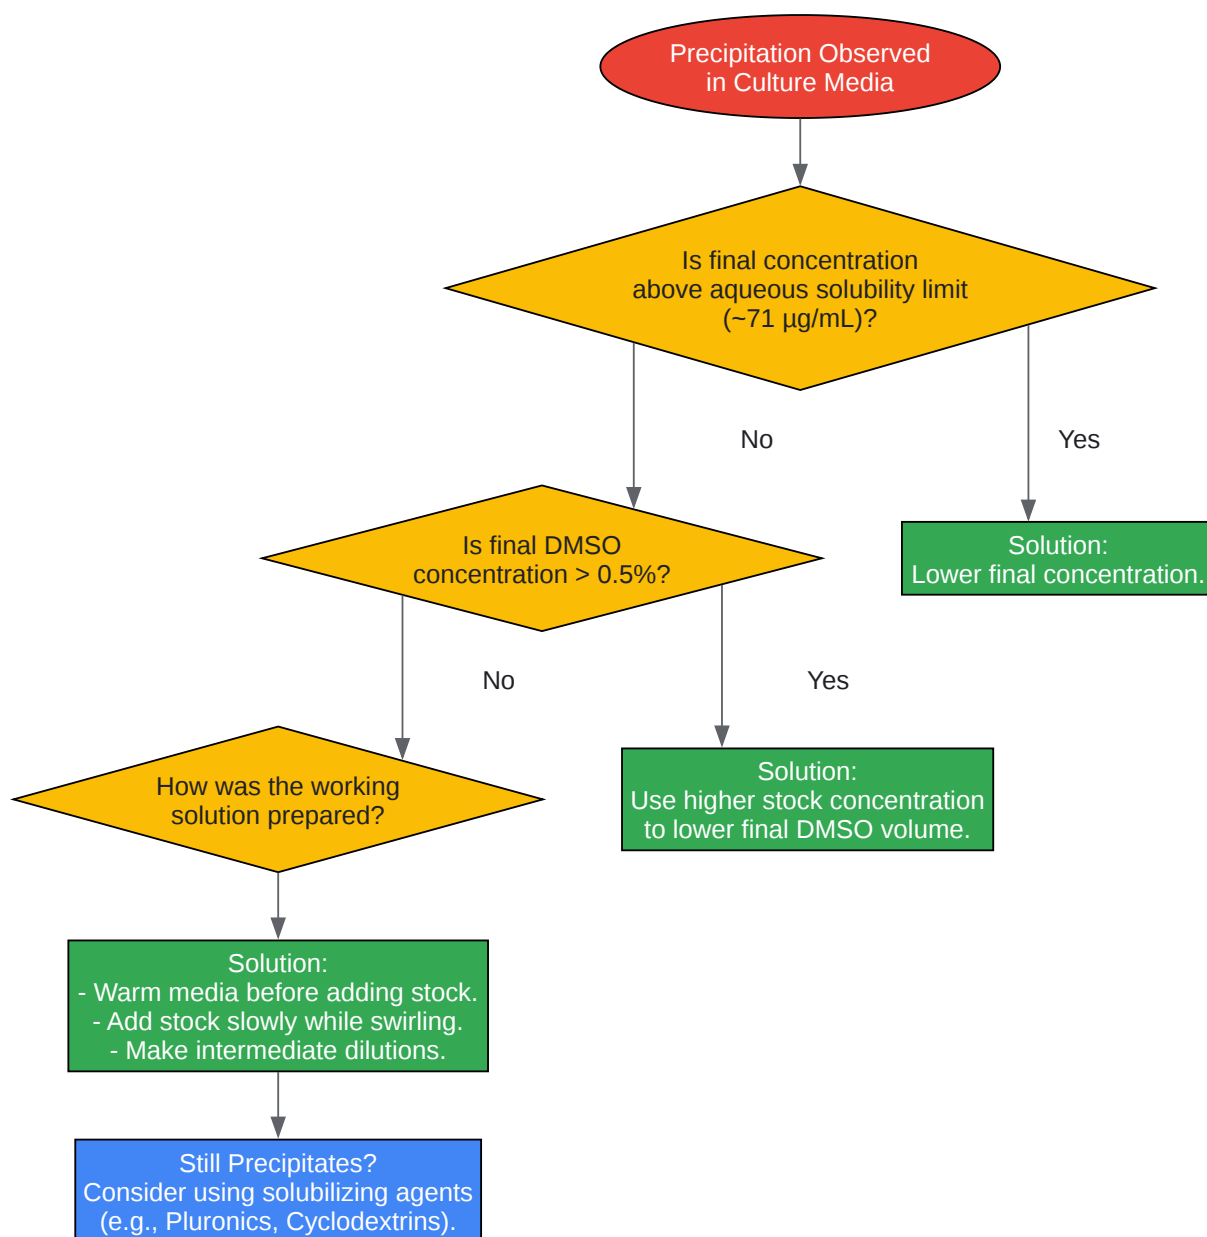 Precipitation Observed
in Culture Media
Is final concentration
above aqueous solubility limit
(~71 µg/mL)?
No
Yes
Is final DMSO
concentration > 0.5%?
Solution:
Lower final concentration.
No
Yes
How was the working
solution prepared?
Solution:
Use higher stock concentration
to lower final DMSO volume.
Solution:
- Warm media before adding stock.
- Add stock slowly while swirling.
- Make intermediate dilutions.
Still Precipitates?
Consider using solubilizing agents
(e.g., Pluronics, Cyclodextrins).